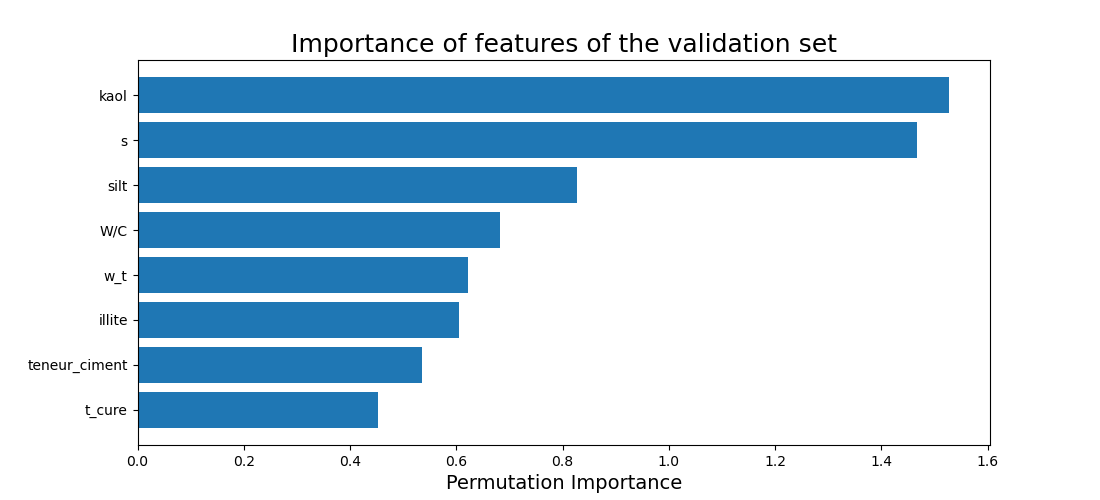 Importance of features of the validation set
kaol
s
silt
W/C
w_t
illite
teneur_ciment
t_cure
0.0 0.2 0.4 0.6 0.8 1.0 1.2 1.4 1.6
Permutation Importance